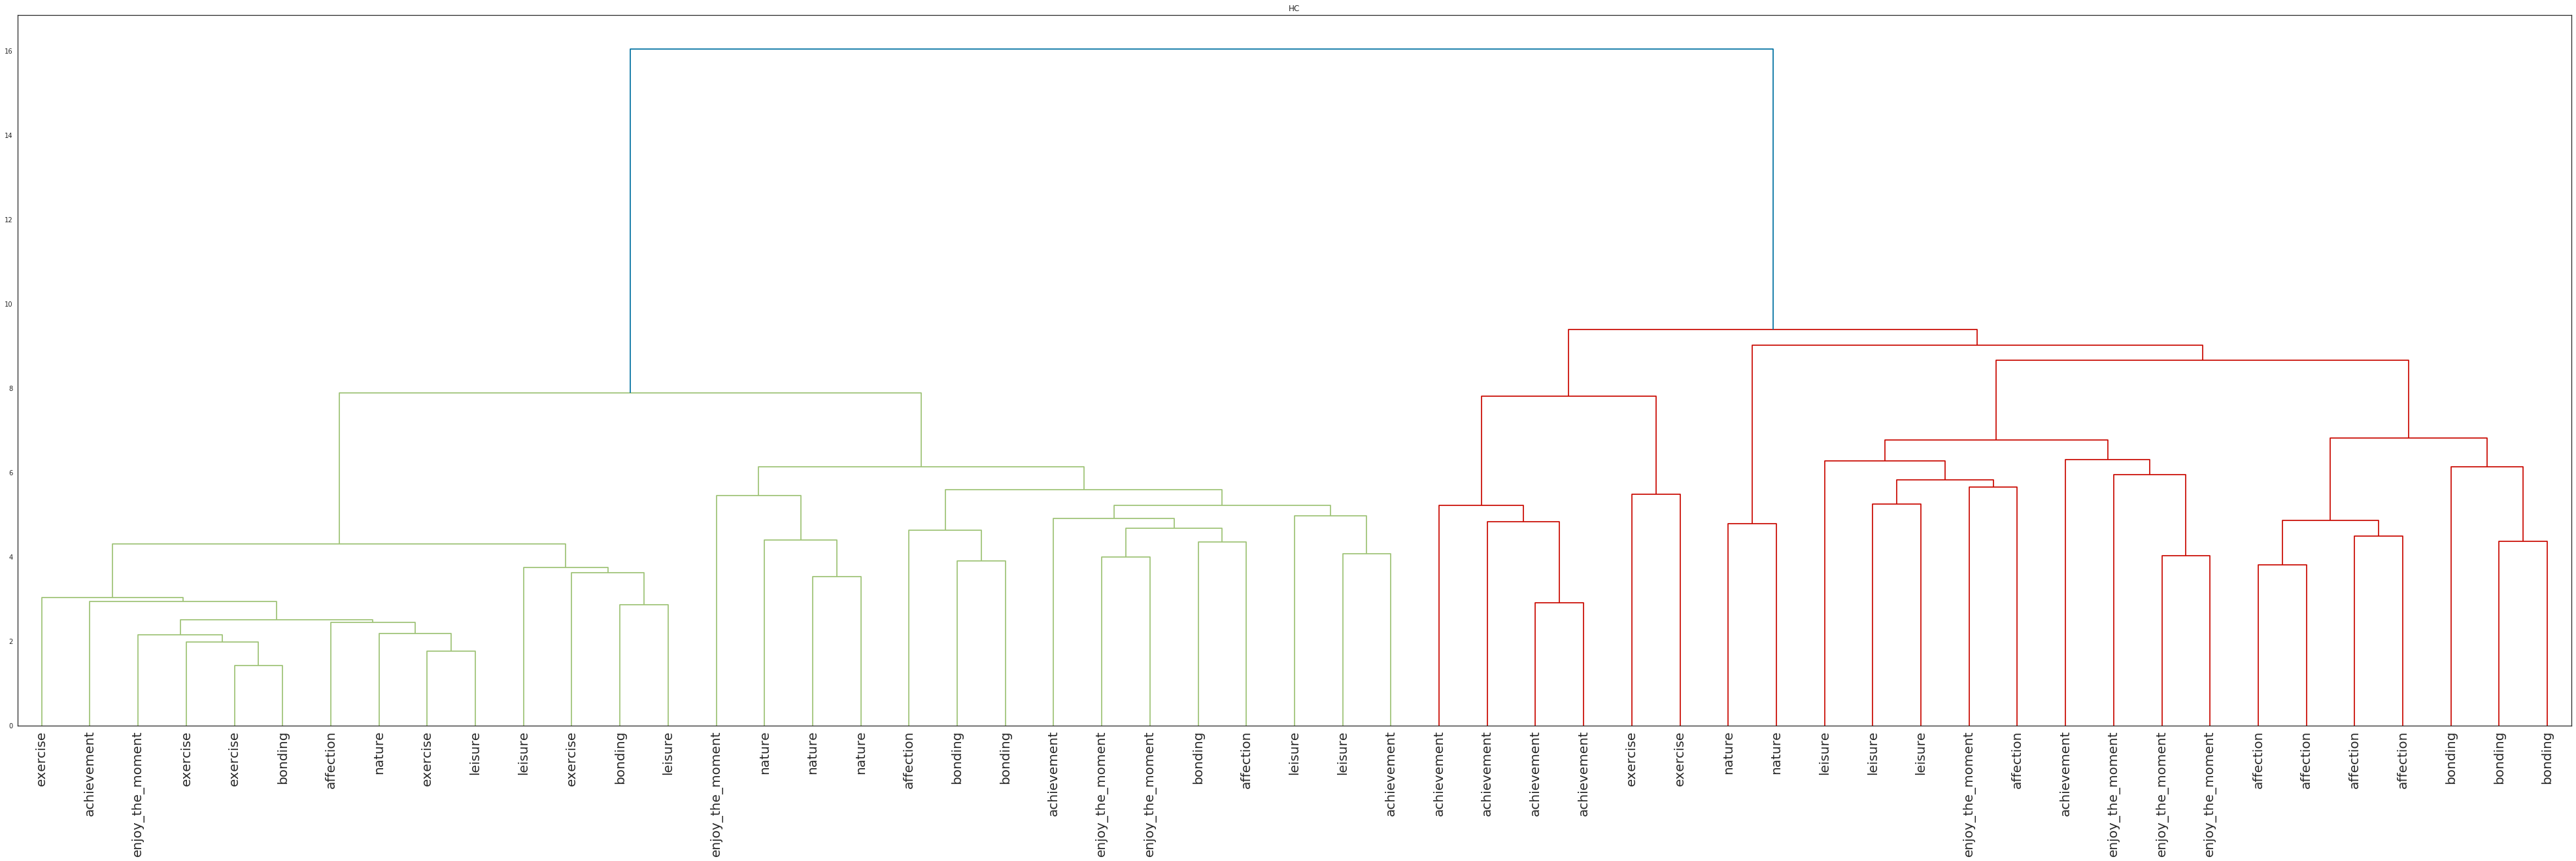 HC
16
14
12
10
8
6
4
2
0
exercise
achievement
enjoy_the_moment
exercise
exercise
bonding
affection
nature
exercise
leisure
leisure
exercise
bonding
leisure
enjoy_the_moment
nature
nature
nature
affection
bonding
bonding
achievement
enjoy_the_moment
enjoy_the_moment
bonding
affection
leisure
leisure
achievement
achievement
achievement
achievement
achievement
exercise
exercise
nature
nature
leisure
leisure
leisure
enjoy_the_moment
affection
achievement
enjoy_the_moment
enjoy_the_moment
enjoy_the_moment
affection
affection
affection
affection
bonding
bonding
bonding